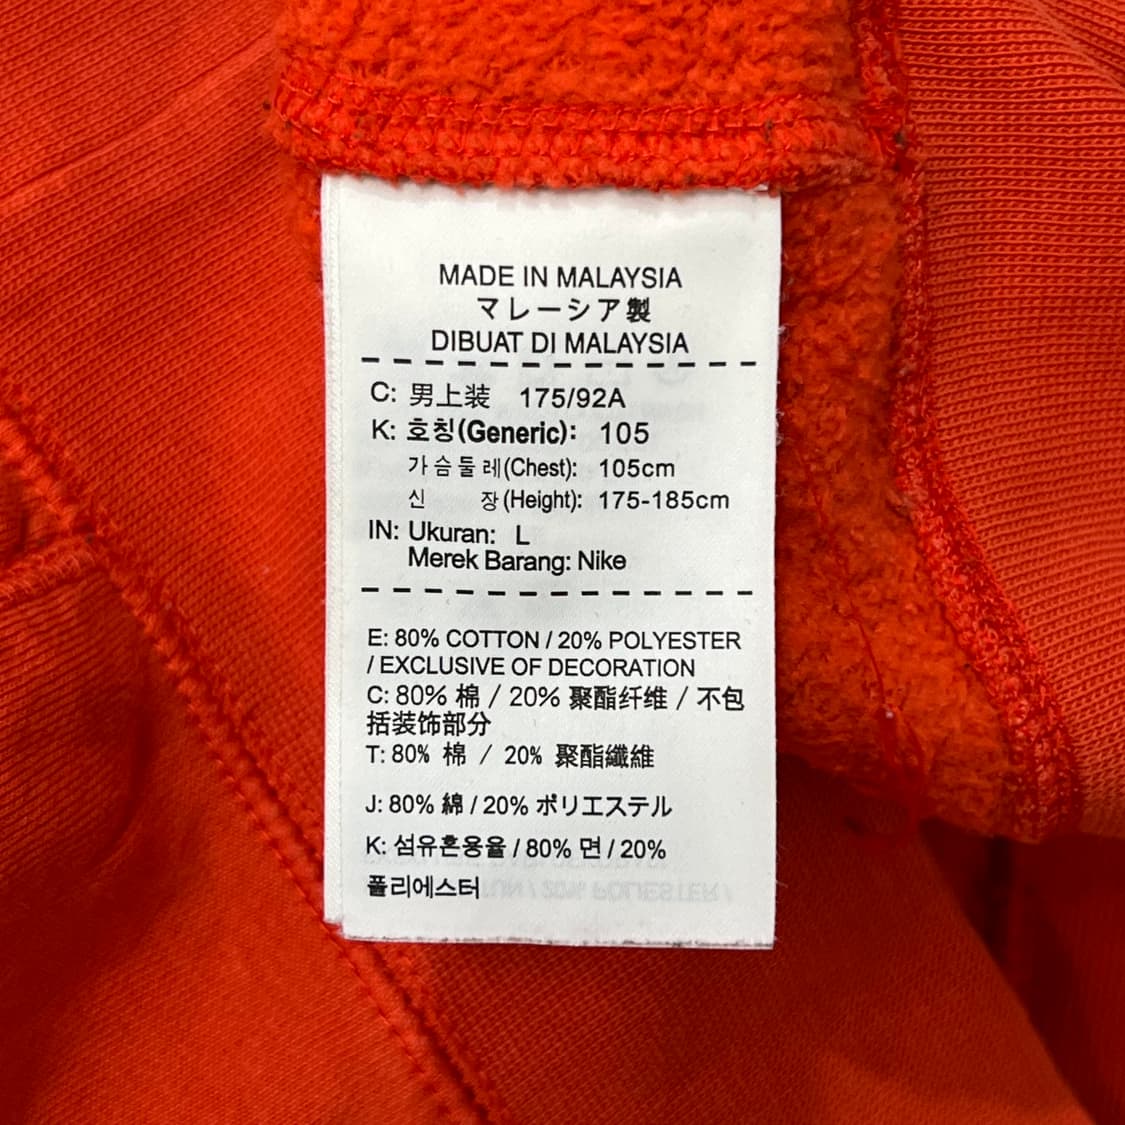 MADE IN MALAYSIA
マレーシア製
DIBUAT DI MALAYSIA
C: 男上装 175/92A
K: 호칭(Generic): 105
가슴둘레(Chest): 105cm
신 장(Height): 175-185cm
IN: Ukuran: L
Merek Barang: Nike
E: 80% COTTON / 20% POLYESTER
/ EXCLUSIVE OF DECORATION
C: 80% 棉 / 20% 聚酯纤维 / 不包
括装饰部分
T: 80% 棉 / 20% 聚酯纖維
J: 80% 綿 / 20% ポリエステル
K: 섬유혼용율 / 80% 면 / 20%
폴리에스터